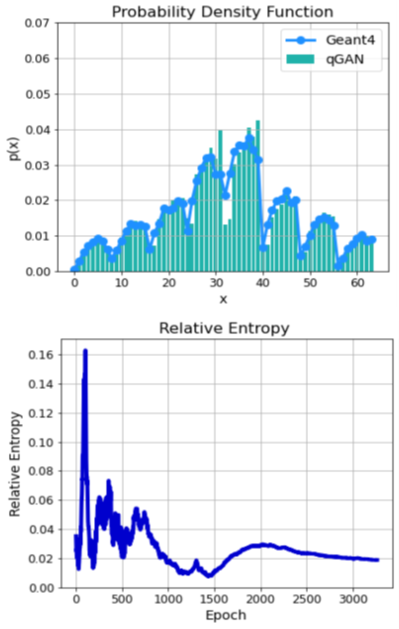 Probability Density Function
0.07
0.06
0.05
0.04
0.03
0.02
0.01
0.00
p(x)
Geant4
qGAN
0 10 20 30 40 50 60
x
Relative Entropy
0.16
0.14
0.12
0.10
0.08
0.06
0.04
0.02
0.00
Relative Entropy
0 500 1000 1500 2000 2500 3000
Epoch